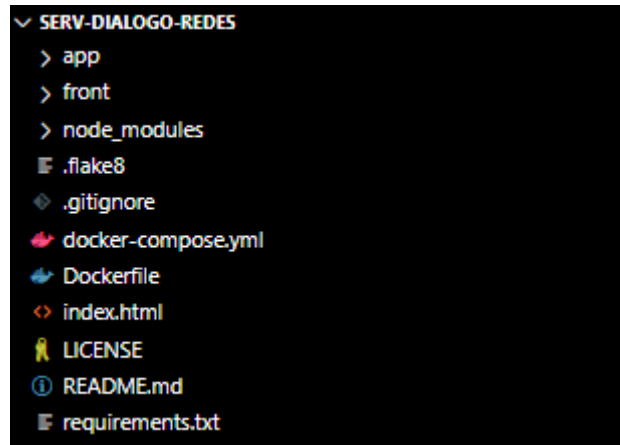 SERV-DIALOGO-REDES
app
front
node_modules
.flake8
.gitignore
docker-compose.yml
Dockerfile
index.html
LICENSE
README.md
requirements.txt